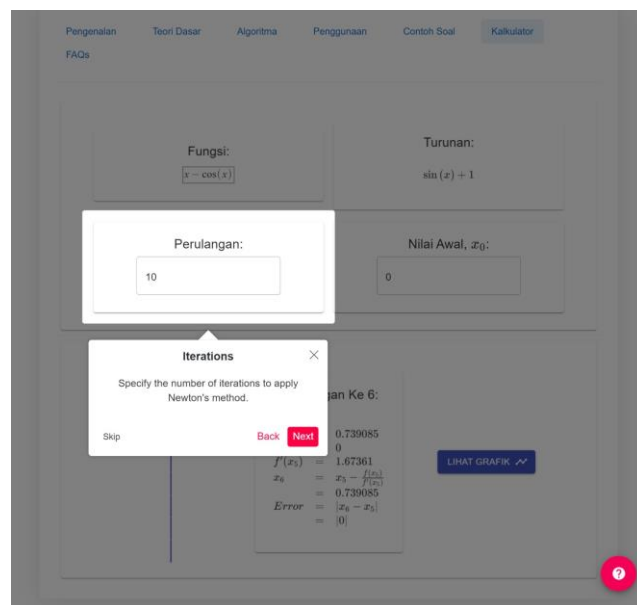 Pengenalan Teori Dasar Algoritma Penggunaan Contoh Soal Kalkulator
FAQs
Fungsi:
x − cos(x)
Turunan:
sin (x) + 1
Perulangan:
10
Nilai Awal, x₀:
0
Iterations
Specify the number of iterations to apply
Newton's method.
Skip Back Next
Ke 6:
0.739085
0
f′(x₅) = 1.67361
x₆ = x₅ − f(x₅)/f′(x₅)
= 0.739085
Error = |x₆ − x₅|
= |0|
LIHAT GRAFIK
?